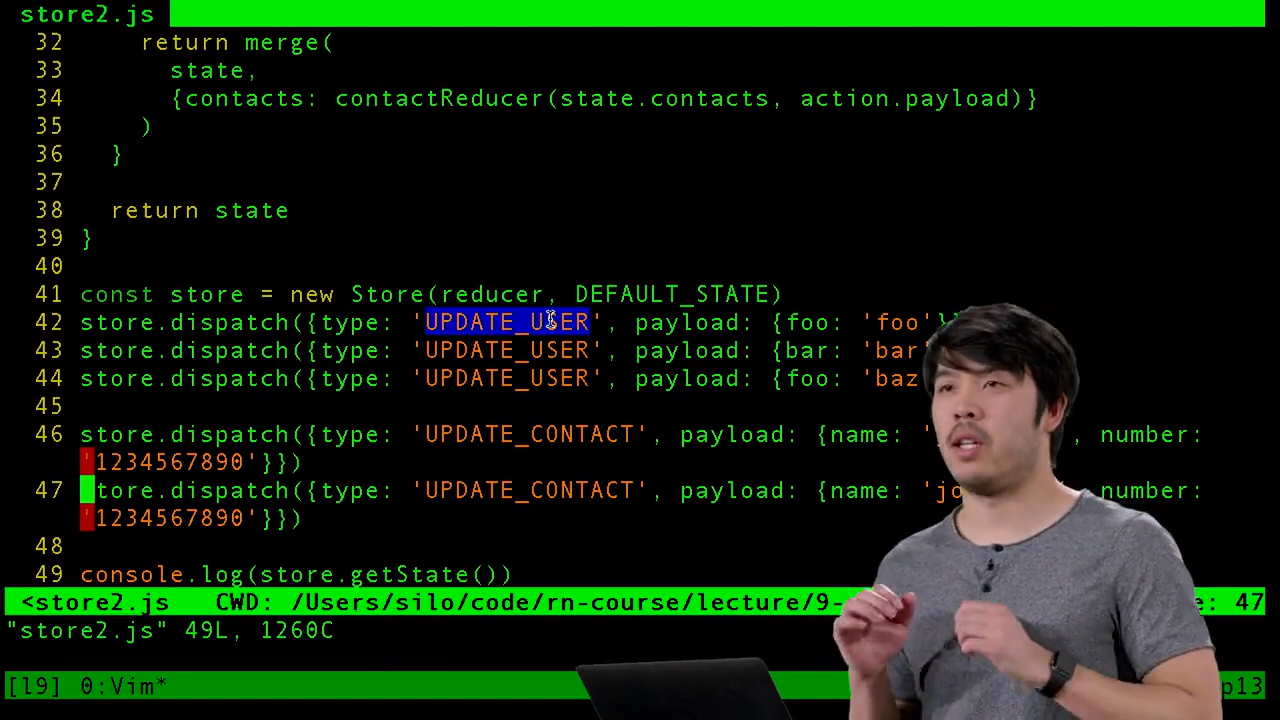 store2.js
32 return merge(
33 state,
34 {contacts: contactReducer(state.contacts, action.payload)}
35 )
36 }
37
38 return state
39 }
40
41 const store = new Store(reducer, DEFAULT_STATE)
42 store.dispatch({type: 'UPDATE_USER', payload: {foo: 'foo'}}
43 store.dispatch({type: 'UPDATE_USER', payload: {bar: 'bar'
44 store.dispatch({type: 'UPDATE_USER', payload: {foo: 'baz
45
46 store.dispatch({type: 'UPDATE_CONTACT', payload: {name: ' , number:
'1234567890'}})
47 store.dispatch({type: 'UPDATE_CONTACT', payload: {name: 'jo ', number:
'1234567890'}})
48
49 console.log(store.getState())
<store2.js CWD: /Users/silo/code/rn-course/lecture/9- : 47
"store2.js" 49L, 1260C
[l9] 0:Vim* p13